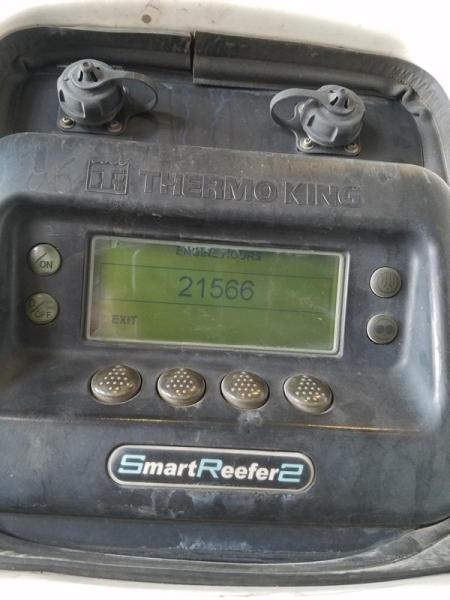 THERMO KING
ENGINE HOURS
I/ON
21566
O/OFF
EXIT
SmartReefer2